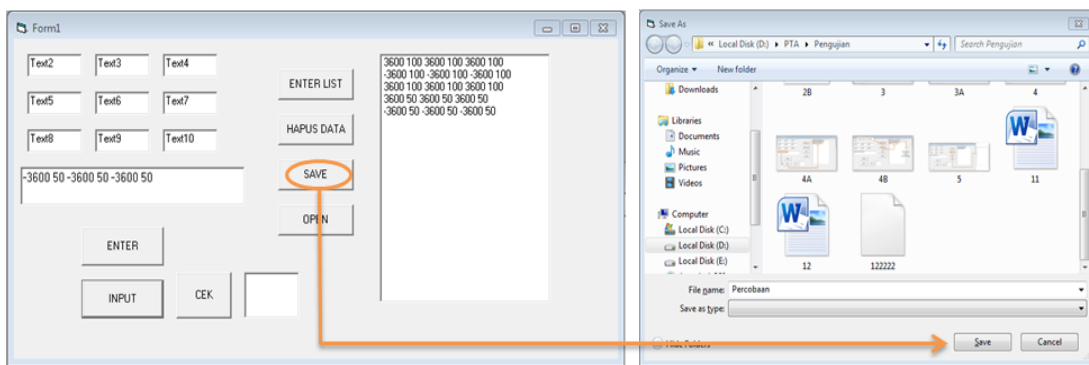 Form1
Text2 Text3 Text4
Text5 Text6 Text7
Text8 Text9 Text10
-3600 50 -3600 50 -3600 50
ENTER
INPUT
CEK
ENTER LIST
HAPUS DATA
SAVE
OPEN
3600 100 3600 100 3600 100
-3600 100 -3600 100 -3600 100
3600 100 3600 100 3600 100
3600 50 3600 50 3600 50
-3600 50 -3600 50 -3600 50
Save As
« Local Disk (D:) PTA Pengujian
Search Pengujian
Organize New folder
Downloads
Libraries
Documents
Music
Pictures
Videos
Computer
Local Disk (C:)
Local Disk (D:)
Local Disk (E:)
2B 3 3A 4
4A 4B 5 11
12 122222
File name: Percobaan
Save as type:
Hide Folders
Save Cancel